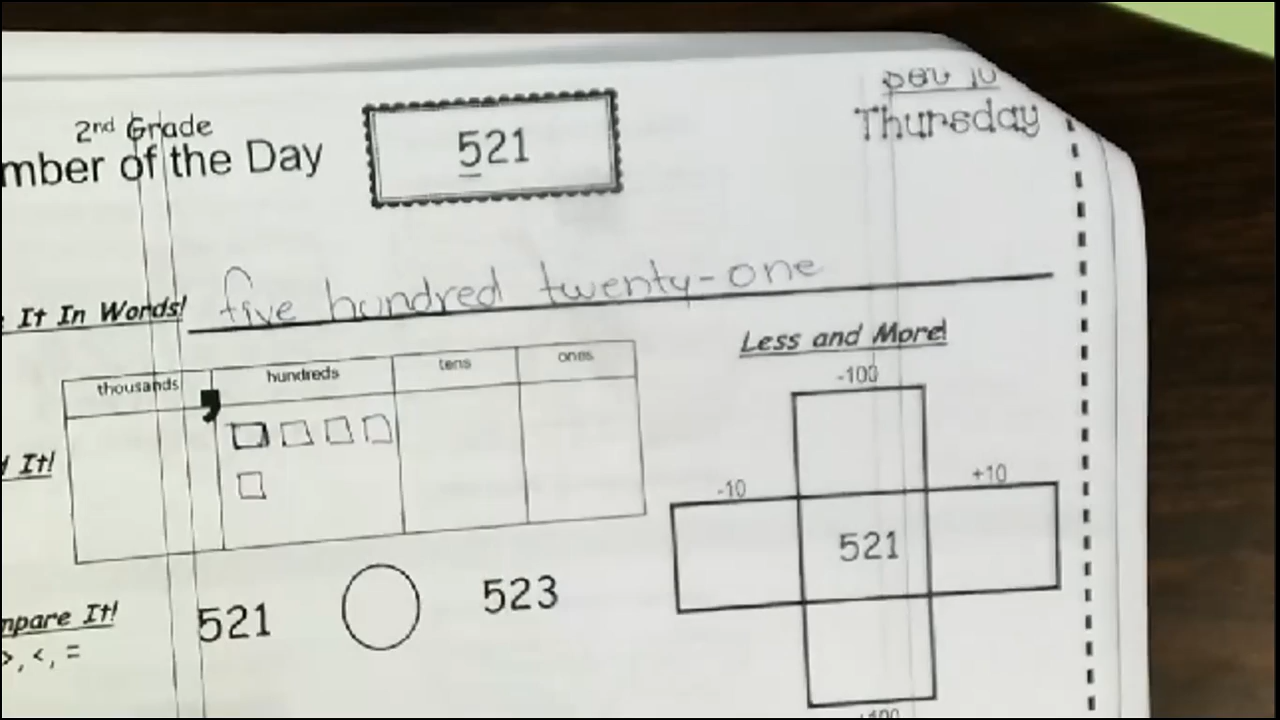 2nd Grade
mber of the Day
521
Thursday
It In Words! five hundred twenty-one
thousands , hundreds tens ones
It!
Less and More!
-100
-10
+10
521
521 523
mpare It!
>, <, =